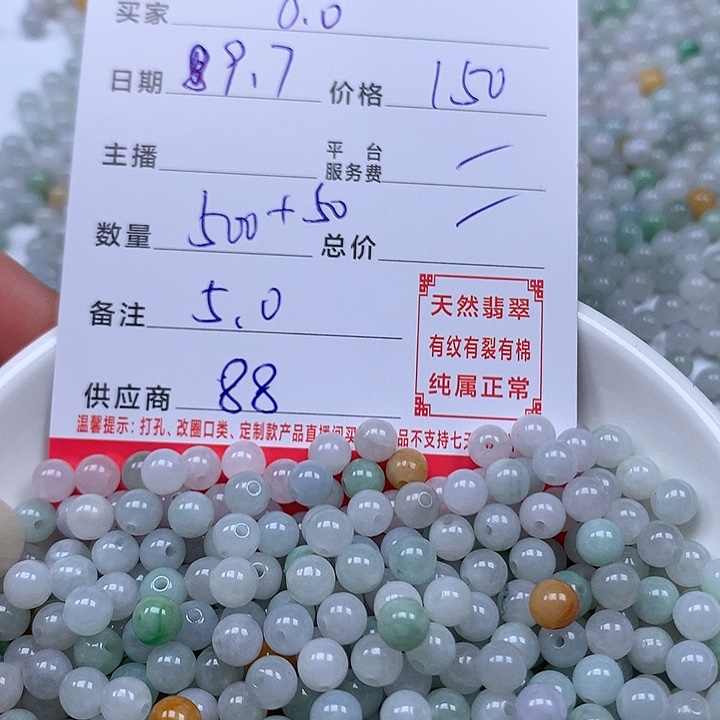 买家 0.0
日期 9.7 价格 150
主播 平台服务费 /
数量 500+50 总价 /
备注 5.0
供应商 88
天然翡翠
有纹有裂有棉
纯属正常
温馨提示：打孔、改圈口类、定制款产品直播间买 品不支持七天